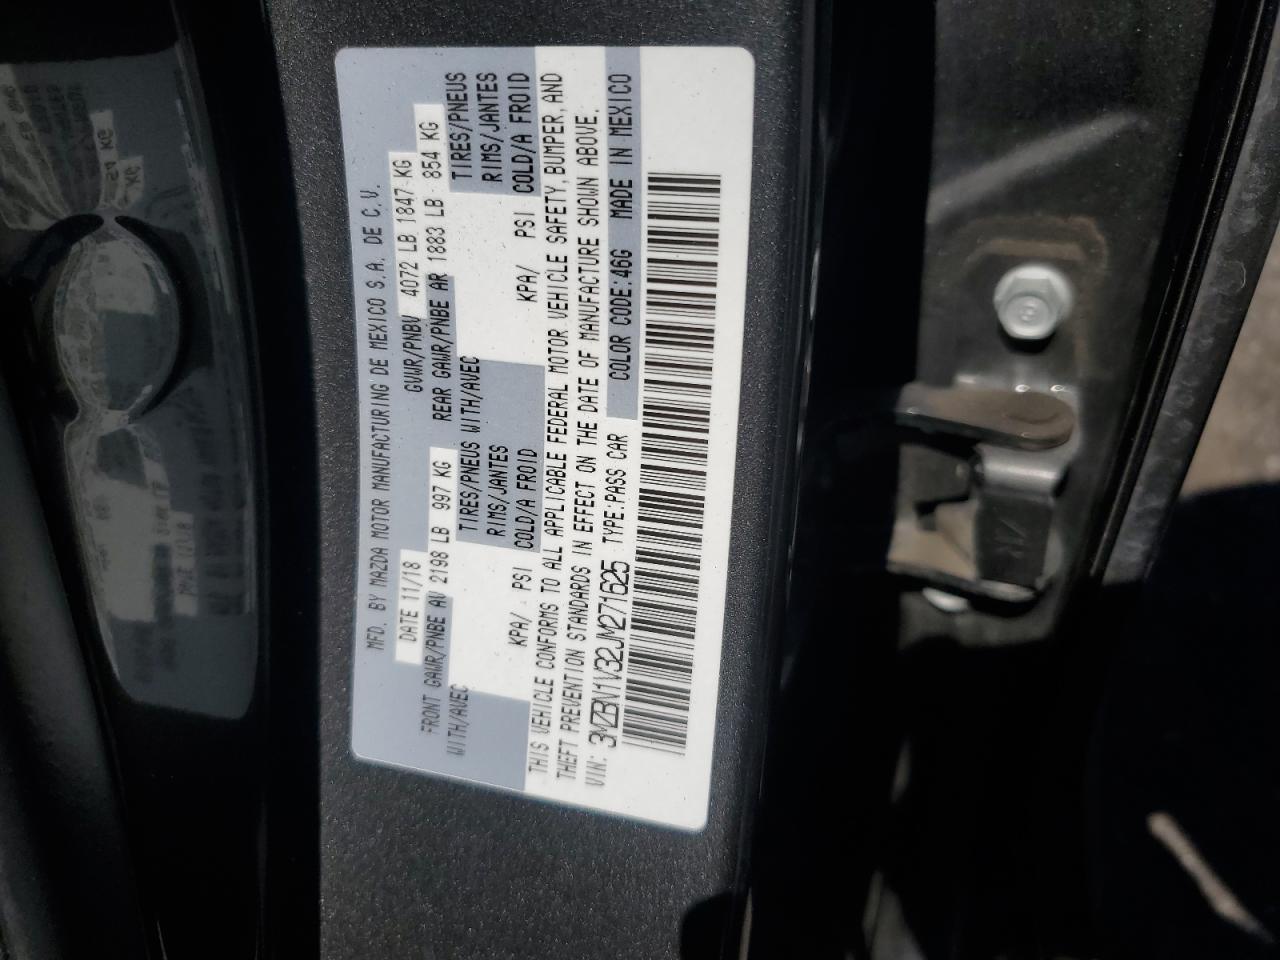 MFD. BY MAZDA MOTOR MANUFACTURING DE MEXICO S.A. DE C.V.
DATE 11/18 GVWR/PNBV 4072 LB 1847 KG
FRONT GAWR/PNBE AV 2198 LB 997 KG REAR GAWR/PNBE AR 1883 LB 854 KG
WITH/AVEC TIRES/PNEUS WITH/AVEC TIRES/PNEUS
RIMS/JANTES RIMS/JANTES
KPA/ PSI COLD/A FROID KPA/ PSI COLD/A FROID
THIS VEHICLE CONFORMS TO ALL APPLICABLE FEDERAL MOTOR VEHICLE SAFETY, BUMPER, AND
THEFT PREVENTION STANDARDS IN EFFECT ON THE DATE OF MANUFACTURE SHOWN ABOVE.
VIN: 3MZBN1V32JM271625 TYPE:PASS CAR COLOR CODE:46G MADE IN MEXICO